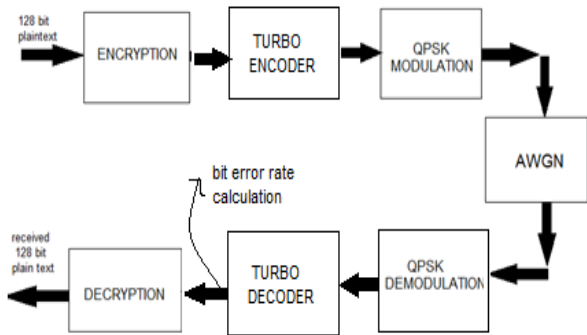 128 bit
plaintext
ENCRYPTION
TURBO
ENCODER
QPSK
MODULATION
AWGN
bit error rate
calculation
received
128 bit
plain text
DECRYPTION
TURBO
DECODER
QPSK
DEMODULATION